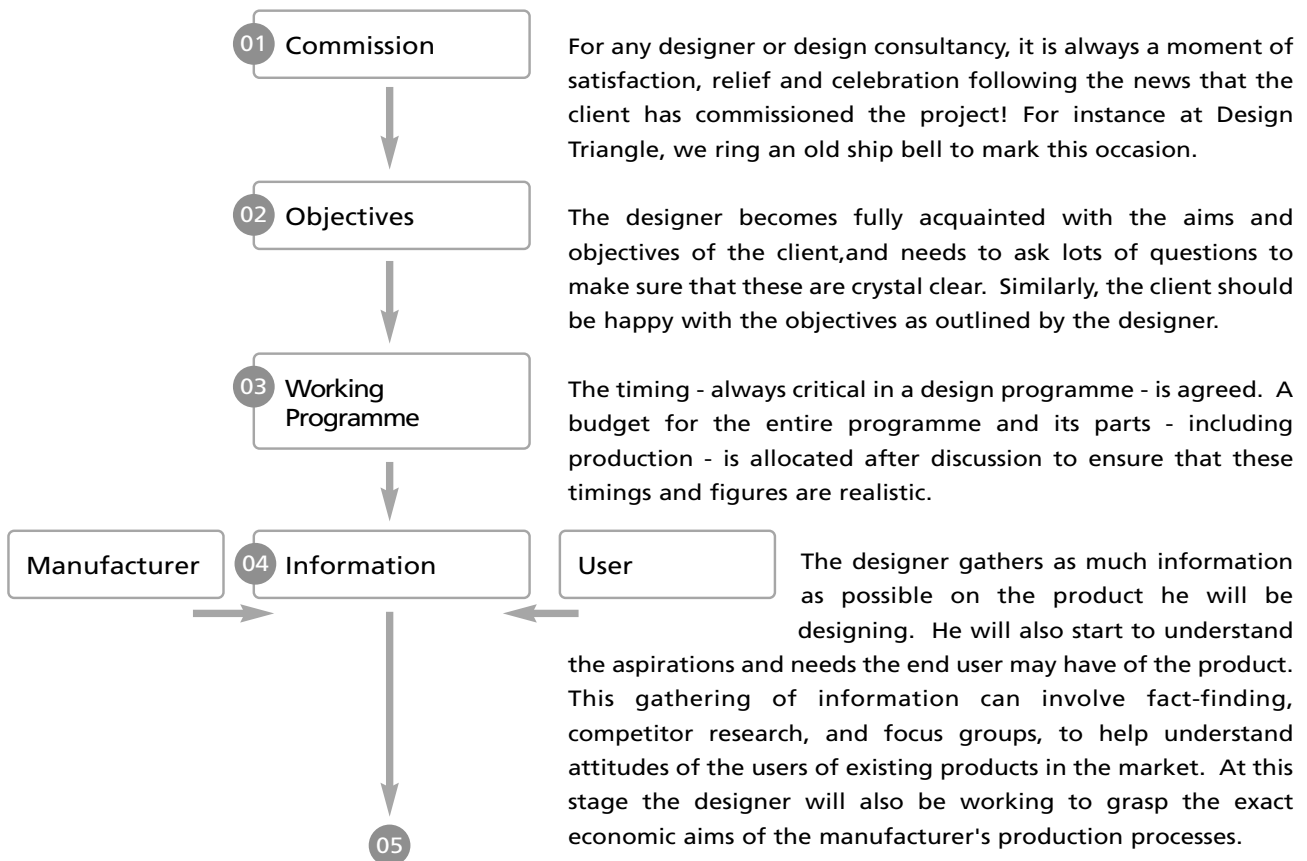 01 Commission
For any designer or design consultancy, it is always a moment of
satisfaction, relief and celebration following the news that the
client has commissioned the project! For instance at Design
Triangle, we ring an old ship bell to mark this occasion.
02 Objectives
The designer becomes fully acquainted with the aims and
objectives of the client,and needs to ask lots of questions to
make sure that these are crystal clear. Similarly, the client should
be happy with the objectives as outlined by the designer.
03 Working
Programme
The timing - always critical in a design programme - is agreed. A
budget for the entire programme and its parts - including
production - is allocated after discussion to ensure that these
timings and figures are realistic.
Manufacturer
04 Information
User
The designer gathers as much information
as possible on the product he will be
designing. He will also start to understand
the aspirations and needs the end user may have of the product.
This gathering of information can involve fact-finding,
competitor research, and focus groups, to help understand
attitudes of the users of existing products in the market. At this
stage the designer will also be working to grasp the exact
economic aims of the manufacturer's production processes.
05